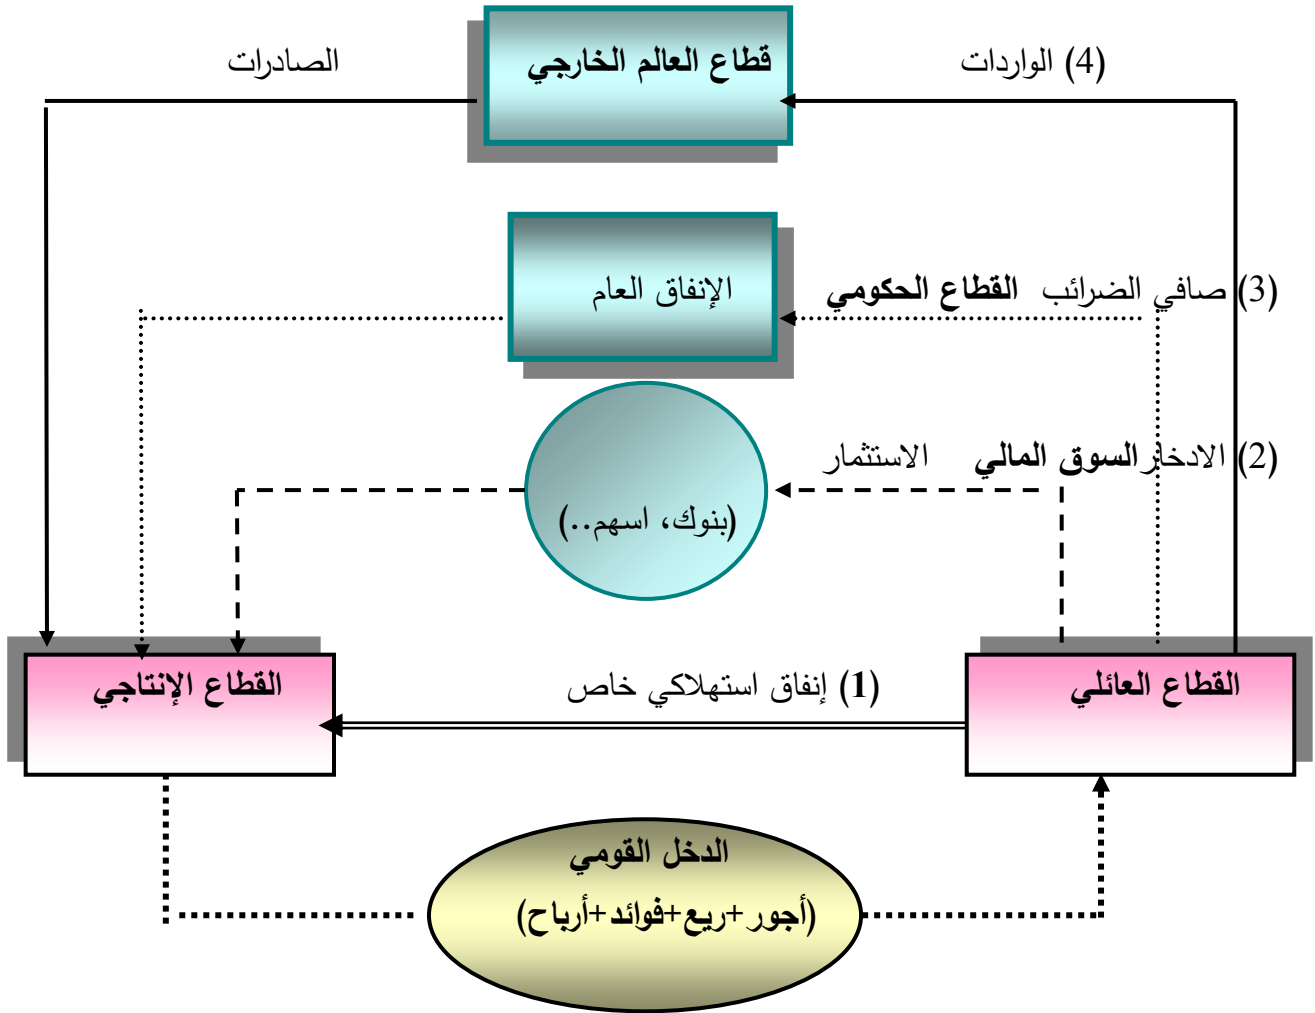 (4) الواردات
قطاع العالم الخارجي
الصادرات
(3) صافي الضرائب القطاع الحكومي
الإنفاق العام
(2) الادخار السوق المالي الاستثمار
(بنوك، اسهم..)
القطاع العائلي
(1) إنفاق استهلاكي خاص
القطاع الإنتاجي
الدخل القومي
(أجور+ريع+فوائد+أرباح)